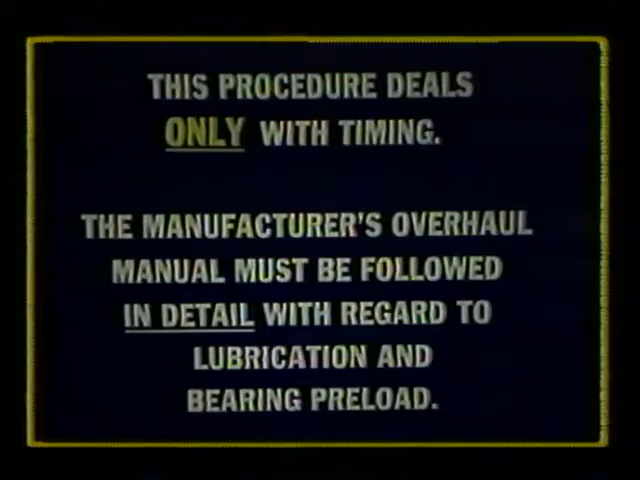 THIS PROCEDURE DEALS
ONLY WITH TIMING.
THE MANUFACTURER'S OVERHAUL
MANUAL MUST BE FOLLOWED
IN DETAIL WITH REGARD TO
LUBRICATION AND
BEARING PRELOAD.